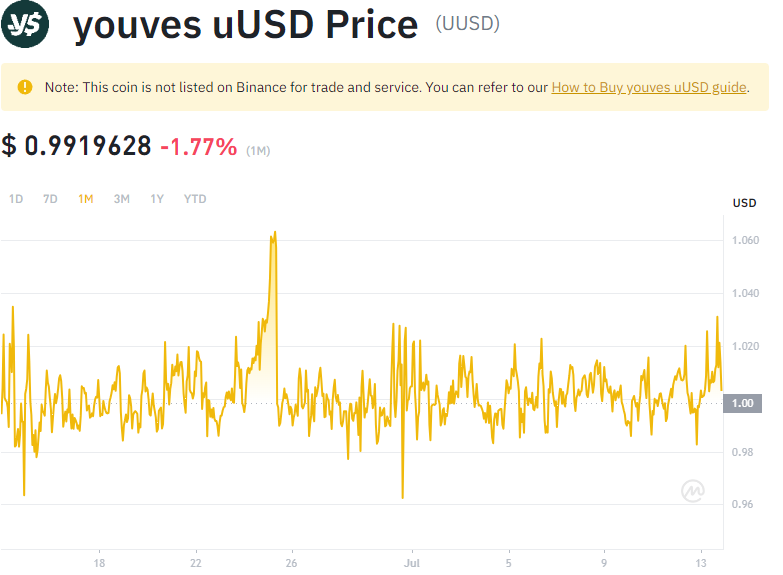 youves uUSD Price (UUSD)
Note: This coin is not listed on Binance for trade and service. You can refer to our How to Buy youves uUSD guide.
$ 0.9919628 -1.77% (1M)
1D 7D 1M 3M 1Y YTD
USD
1.060
1.040
1.020
1.00
0.98
0.96
18 22 26 Jul 5 9 13